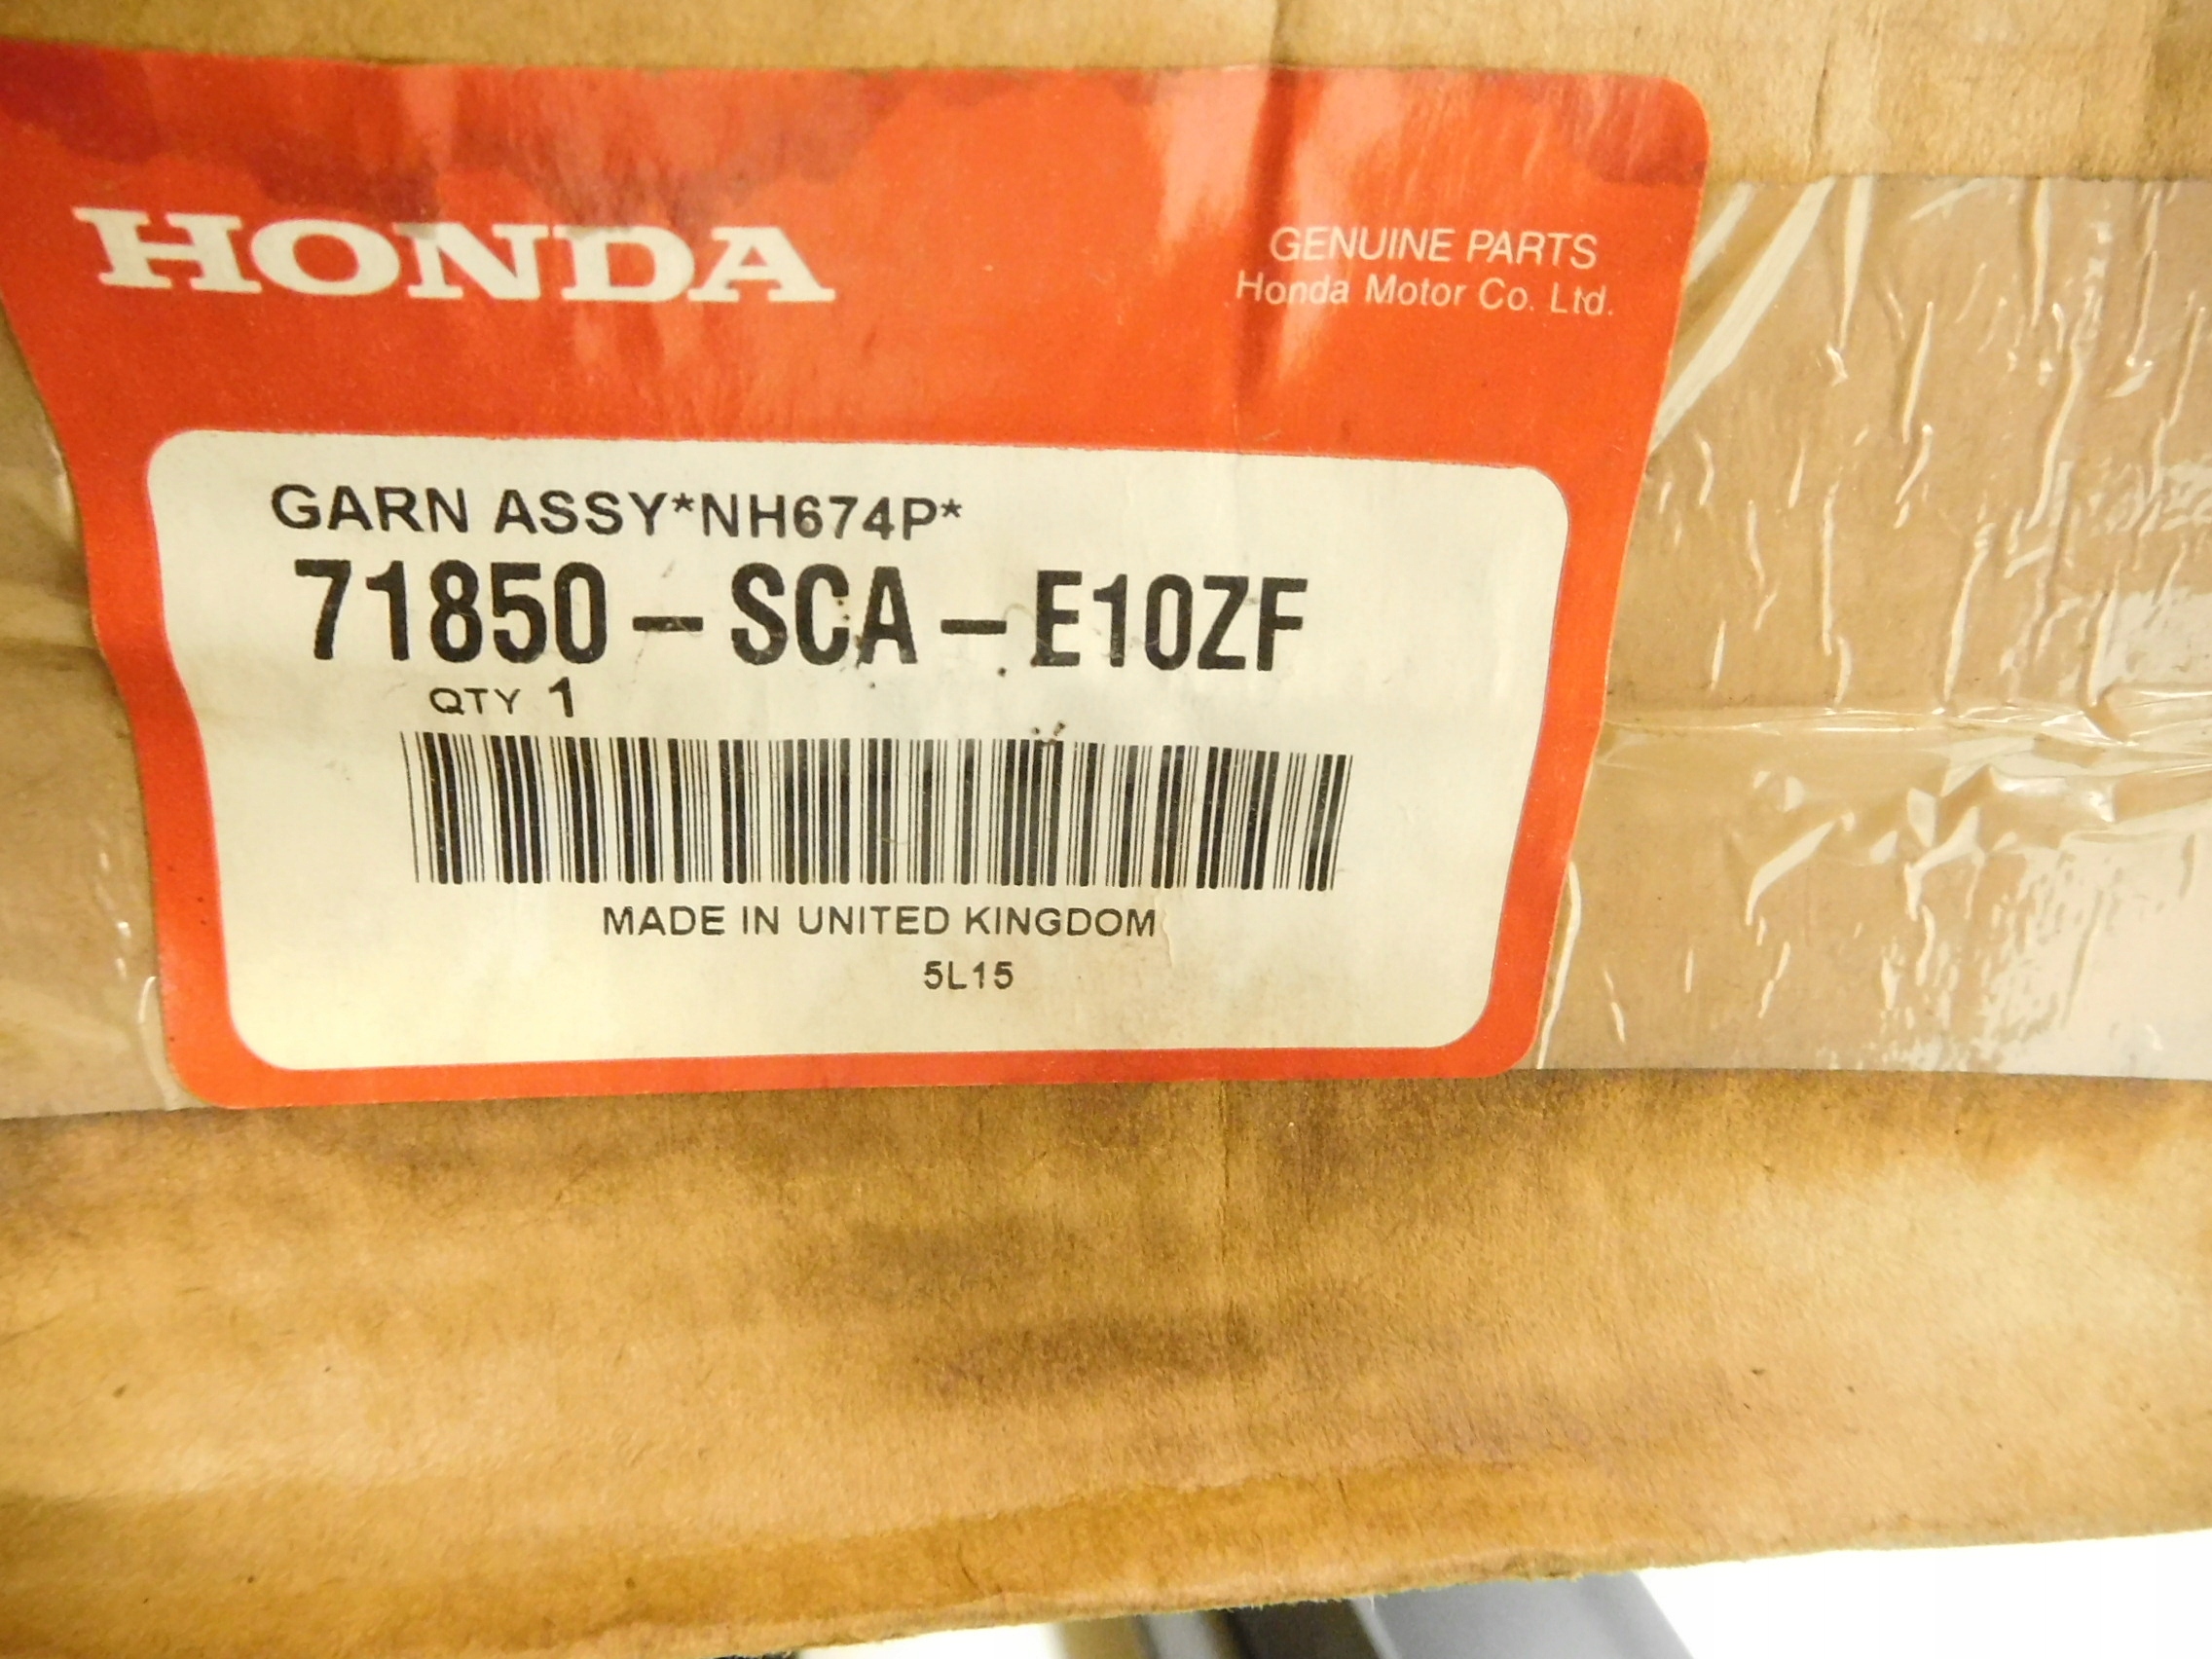 HONDA
GENUINE PARTS
Honda Motor Co. Ltd.
GARN ASSY*NH674P*
71850-SCA-E10ZF
QTY 1
MADE IN UNITED KINGDOM
5L15